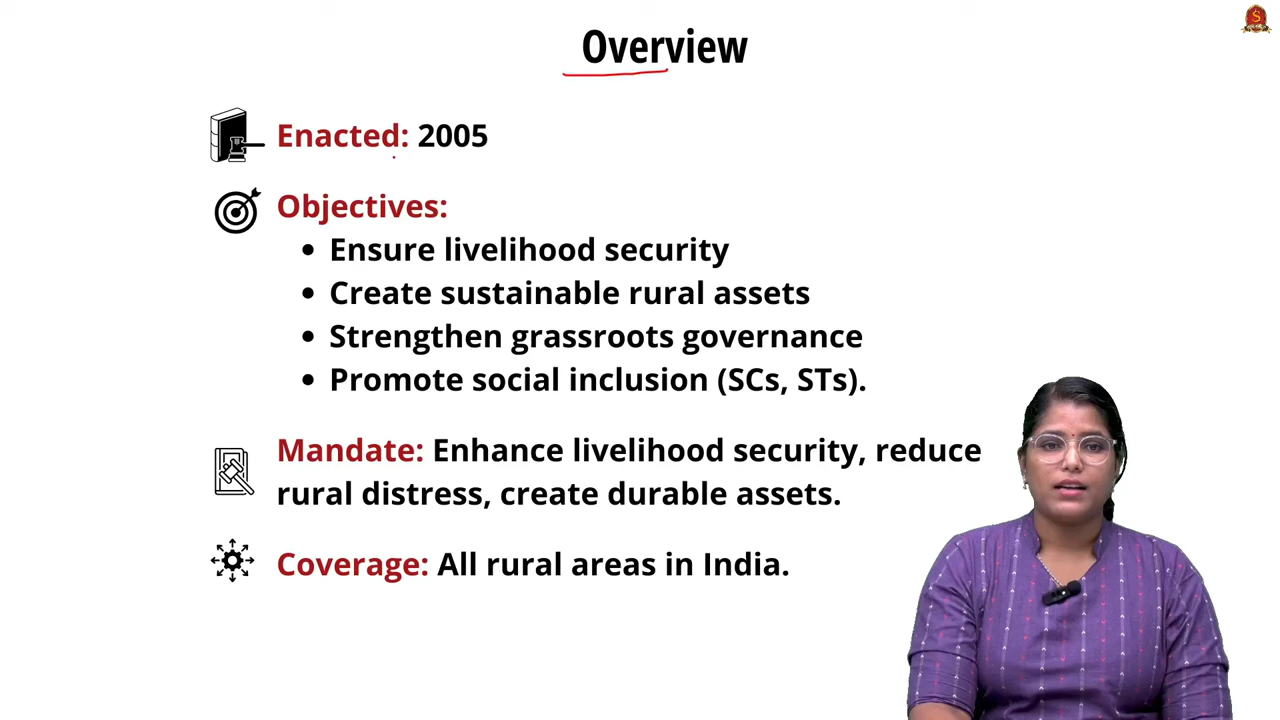 Overview
Enacted: 2005
Objectives:
• Ensure livelihood security
• Create sustainable rural assets
• Strengthen grassroots governance
• Promote social inclusion (SCs, STs).
Mandate: Enhance livelihood security, reduce
rural distress, create durable assets.
Coverage: All rural areas in India.